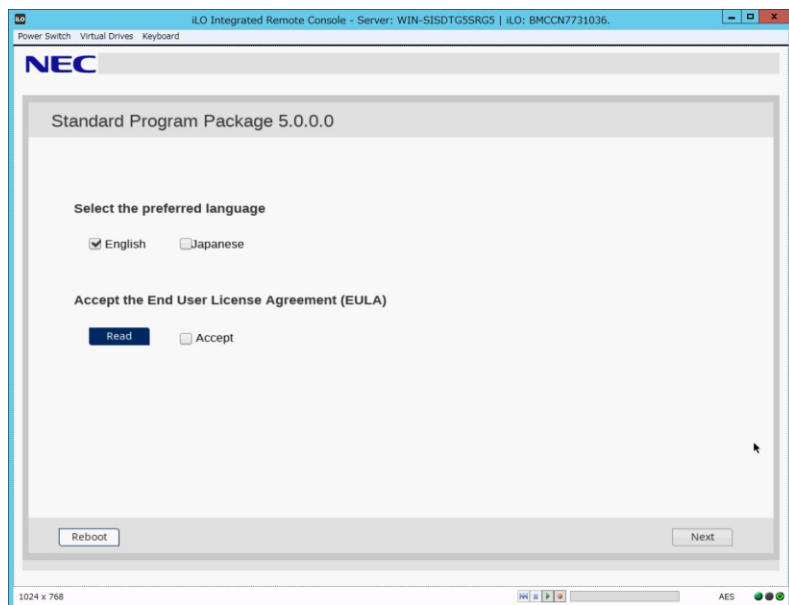 iLO Integrated Remote Console - Server: WIN-SISDTG5SRG5 | iLO: BMCCN7731036.
Power Switch Virtual Drives Keyboard
NEC
Standard Program Package 5.0.0.0
Select the preferred language
English Japanese
Accept the End User License Agreement (EULA)
Read Accept
Reboot Next
1024 x 768 AES